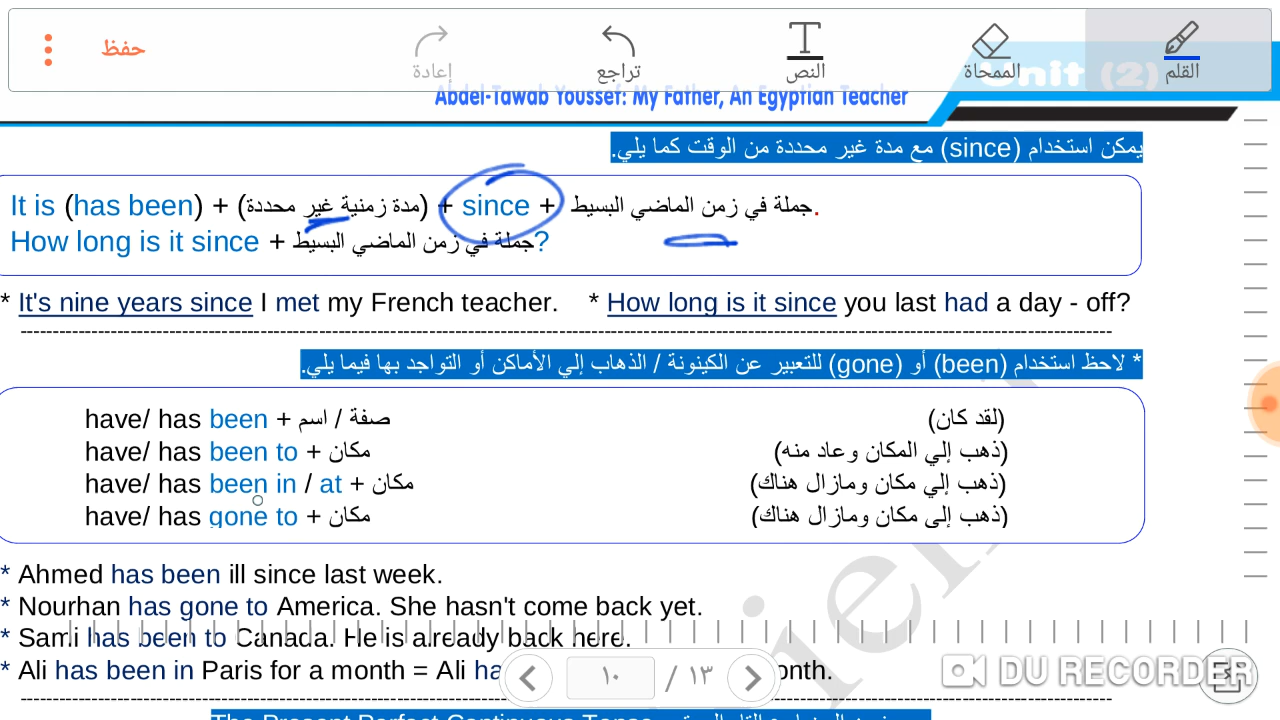 حفظ إعادة تراجع النص الممحاة القلم
Unit (2)
Abdel-Tawab Youssef: My Father, An Egyptian Teacher
يمكن استخدام (since) مع مدة غير محددة من الوقت كما يلي.
It is (has been) + (مدة زمنية غير محددة) + since + جملة في زمن الماضي البسيط.
How long is it since + جملة في زمن الماضي البسيط?
* It's nine years since I met my French teacher. * How long is it since you last had a day - off?
* لاحظ استخدام (been) أو (gone) للتعبير عن الكينونة / الذهاب إلي الأماكن أو التواجد بها فيما يلي.
have/ has been + صفة / اسم (لقد كان)
have/ has been to + مكان (ذهب إلي المكان وعاد منه)
have/ has been in / at + مكان (ذهب إلي مكان ومازال هناك)
have/ has gone to + مكان (ذهب إلى مكان ومازال هناك)
* Ahmed has been ill since last week.
* Nourhan has gone to America. She hasn't come back yet.
* Sami has been to Canada. He is already back here.
* Ali has been in Paris for a month = Ali ha onth.
١٠ / ١٣
DU RECORDER
The Present Perfect Continuous Tense